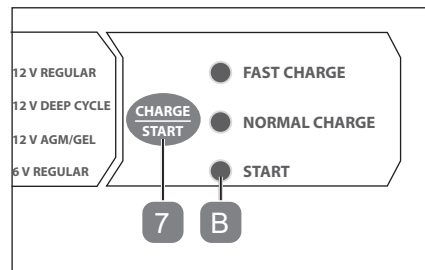 12 V REGULAR
12 V DEEP CYCLE
12 V AGM/GEL
6 V REGULAR
CHARGE
START
FAST CHARGE
NORMAL CHARGE
START
7
B